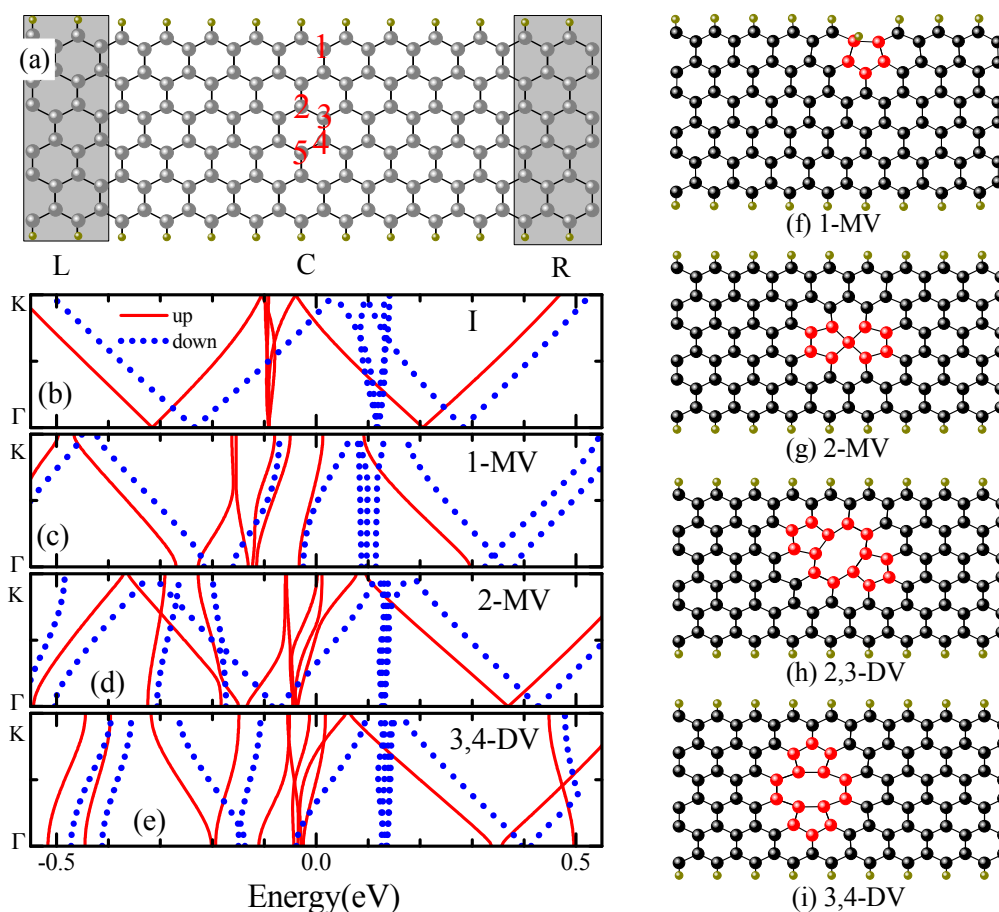 (a)
1
2
3
4
5
L
C
R
K
up
down
I
(b)
Γ
K
1-MV
(c)
Γ
K
2-MV
(d)
Γ
K
3,4-DV
(e)
Γ
-0.5 0.0 0.5
Energy(eV)
(f) 1-MV
(g) 2-MV
(h) 2,3-DV
(i) 3,4-DV